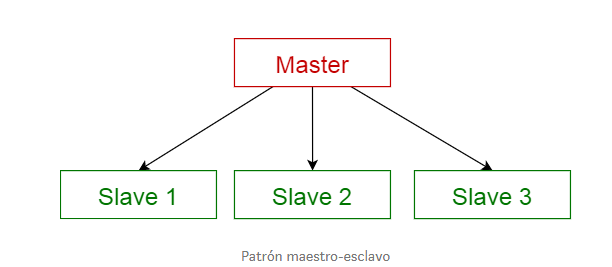 Master
Slave 1
Slave 2
Slave 3
Patrón maestro-esclavo